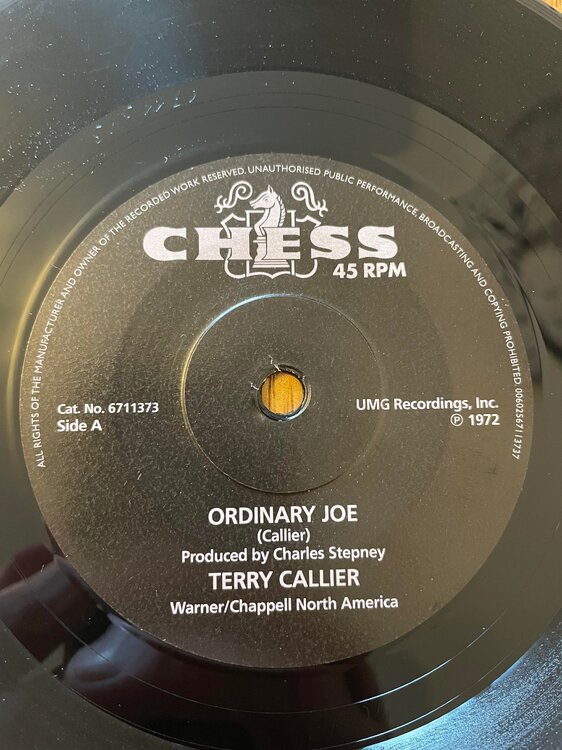 ALL RIGHTS OF THE MANUFACTURER AND OWNER OF THE RECORDED WORK RESERVED. UNAUTHORISED PUBLIC PERFORMANCE, BROADCASTING AND COPYING PROHIBITED. 00602567113737
CHESS
45 RPM
Cat. No. 6711373
Side A
UMG Recordings, Inc.
℗ 1972
ORDINARY JOE
(Callier)
Produced by Charles Stepney
TERRY CALLIER
Warner/Chappell North America